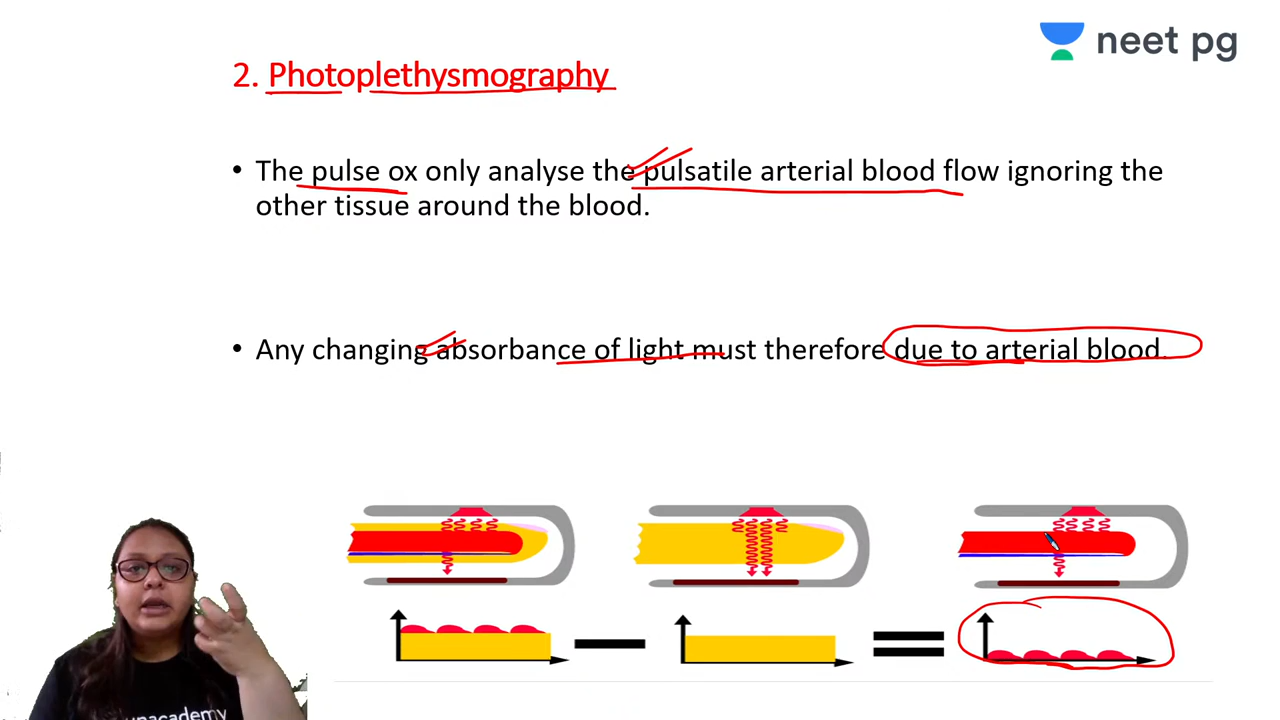 neet pg
2. Photoplethysmography
• The pulse ox only analyse the pulsatile arterial blood flow ignoring the
other tissue around the blood.
• Any changing absorbance of light must therefore due to arterial blood.
unacademy